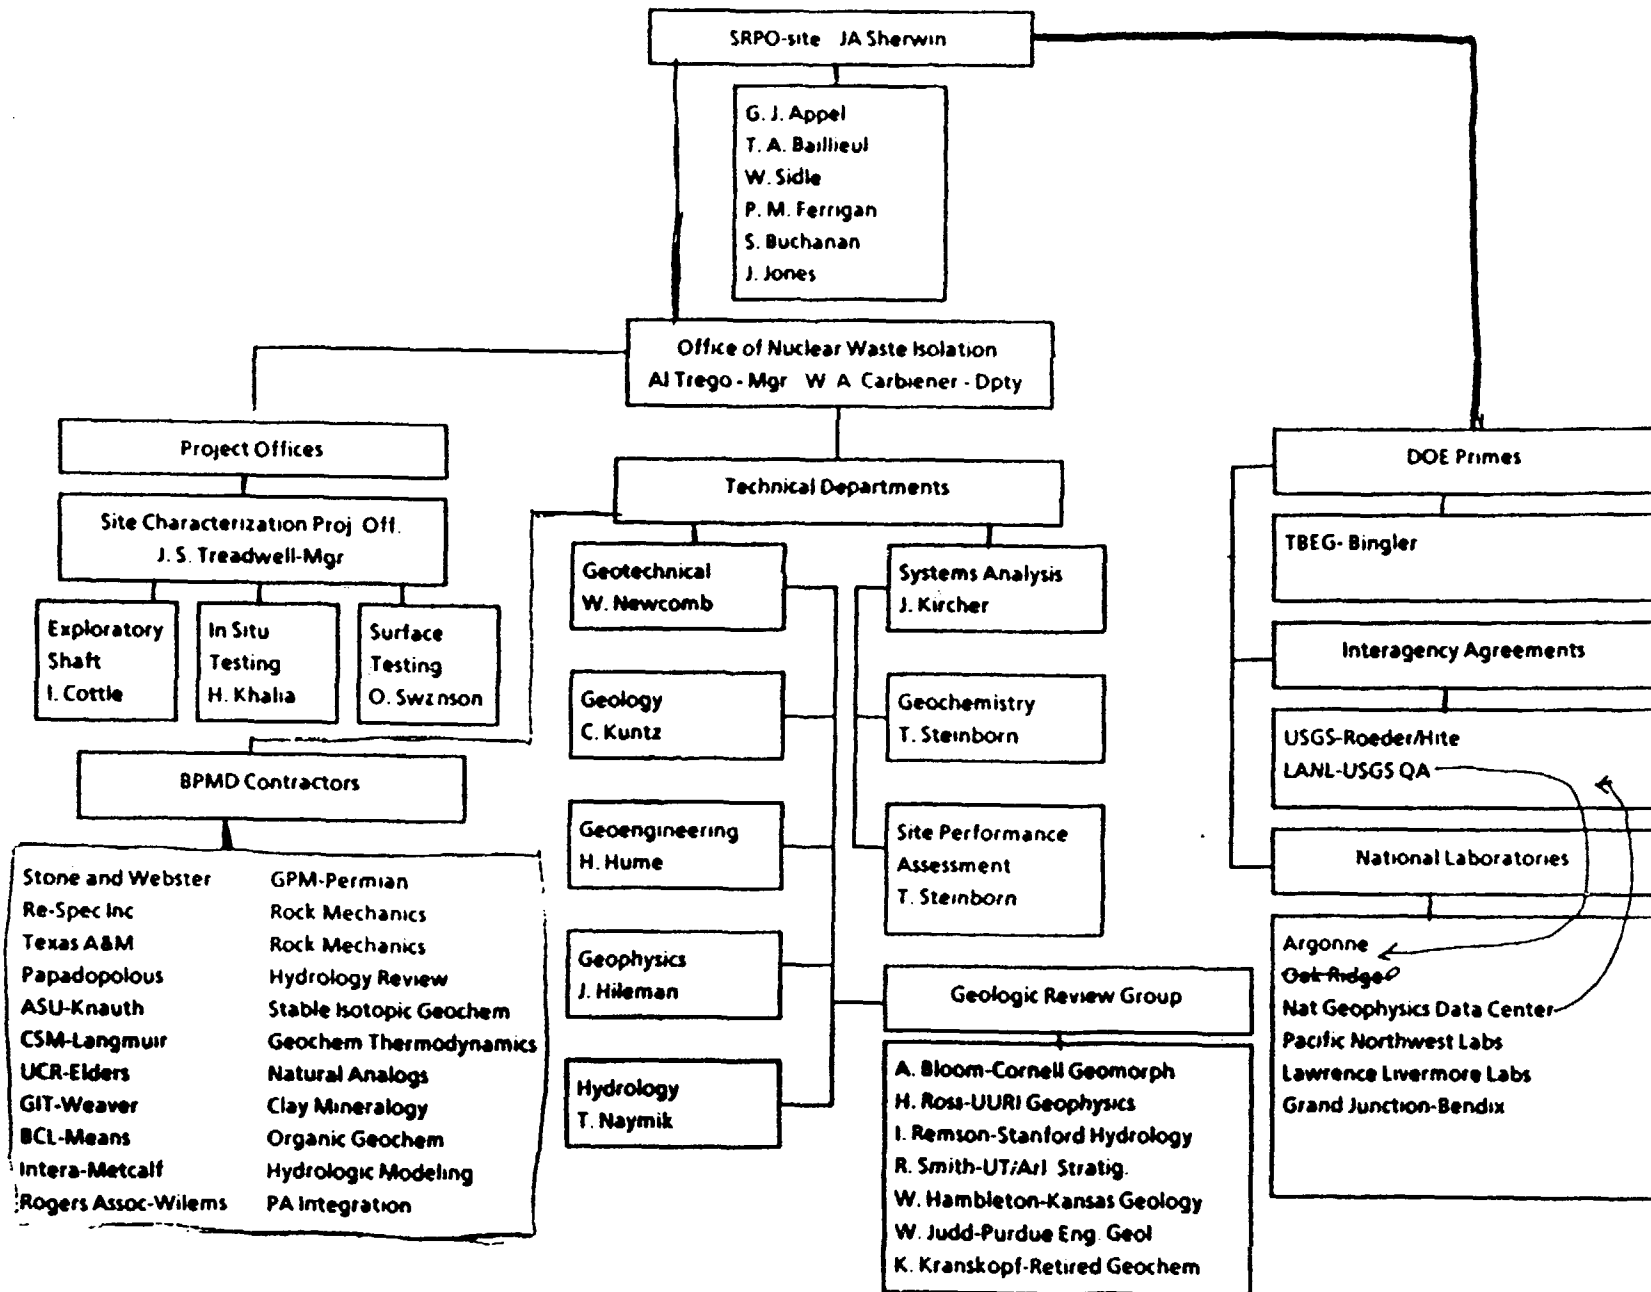 SRPO-site JA Sherwin
G. J. Appel
T. A. Baillieul
W. Sidle
P. M. Ferrigan
S. Buchanan
J. Jones
Office of Nuclear Waste Isolation
Al Trego - Mgr W A Carbiener - Dpty
Project Offices
Site Characterization Proj Off.
J. S. Treadwell-Mgr
Exploratory
Shaft
I. Cottle
In Situ
Testing
H. Khalia
Surface
Testing
O. Swanson
BPMD Contractors
Stone and Webster GPM-Permian
Re-Spec Inc Rock Mechanics
Texas A&M Rock Mechanics
Papadopolous Hydrology Review
ASU-Knauth Stable Isotopic Geochem
CSM-Langmuir Geochem Thermodynamics
UCR-Elders Natural Analogs
GIT-Weaver Clay Mineralogy
BCL-Means Organic Geochem
Intera-Metcalf Hydrologic Modeling
Rogers Assoc-Wilems PA Integration
Technical Departments
Geotechnical
W. Newcomb
Geology
C. Kuntz
Geoengineering
H. Hume
Geophysics
J. Hileman
Hydrology
T. Naymik
Systems Analysis
J. Kircher
Geochemistry
T. Steinborn
Site Performance
Assessment
T. Steinborn
Geologic Review Group
A. Bloom-Cornell Geomorph
H. Ross-UURI Geophysics
I. Remson-Stanford Hydrology
R. Smith-UT/Arl Stratig.
W. Hambleton-Kansas Geology
W. Judd-Purdue Eng. Geol
K. Kranskopf-Retired Geochem
DOE Primes
TBEG- Bingler
Interagency Agreements
USGS-Roeder/Hite
LANL-USGS QA
National Laboratories
Argonne
Oak Ridge
Nat Geophysics Data Center
Pacific Northwest Labs
Lawrence Livermore Labs
Grand Junction-Bendix